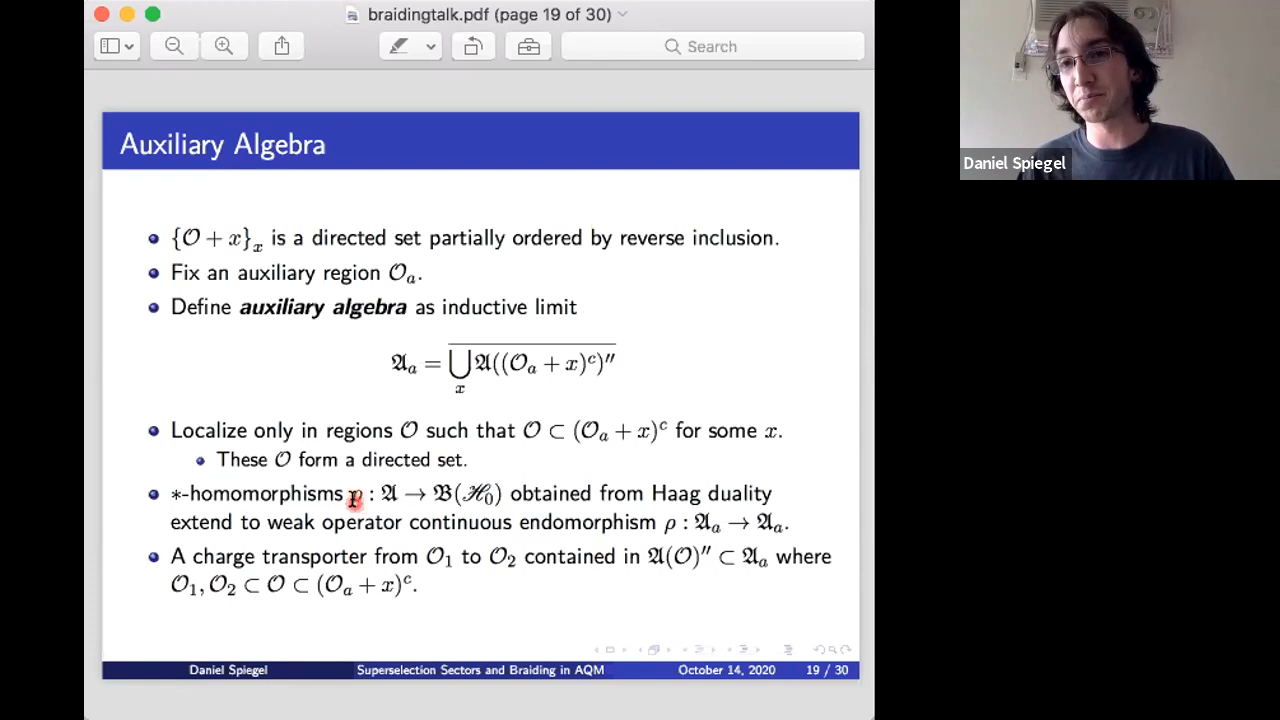 braidingtalk.pdf (page 19 of 30)
Search
Daniel Spiegel
Auxiliary Algebra
{𝒪 + x}ₓ is a directed set partially ordered by reverse inclusion.
Fix an auxiliary region 𝒪ₐ.
Define auxiliary algebra as inductive limit
𝔄ₐ = ⋃ₓ 𝔄((𝒪ₐ + x)ᶜ)″
Localize only in regions 𝒪 such that 𝒪 ⊂ (𝒪ₐ + x)ᶜ for some x.
These 𝒪 form a directed set.
∗-homomorphisms ρ : 𝔄 → 𝔅(ℋ₀) obtained from Haag duality
extend to weak operator continuous endomorphism ρ : 𝔄ₐ → 𝔄ₐ.
A charge transporter from 𝒪₁ to 𝒪₂ contained in 𝔄(𝒪)″ ⊂ 𝔄ₐ where
𝒪₁, 𝒪₂ ⊂ 𝒪 ⊂ (𝒪ₐ + x)ᶜ.
Daniel Spiegel
Superselection Sectors and Braiding in AQM
October 14, 2020
19 / 30